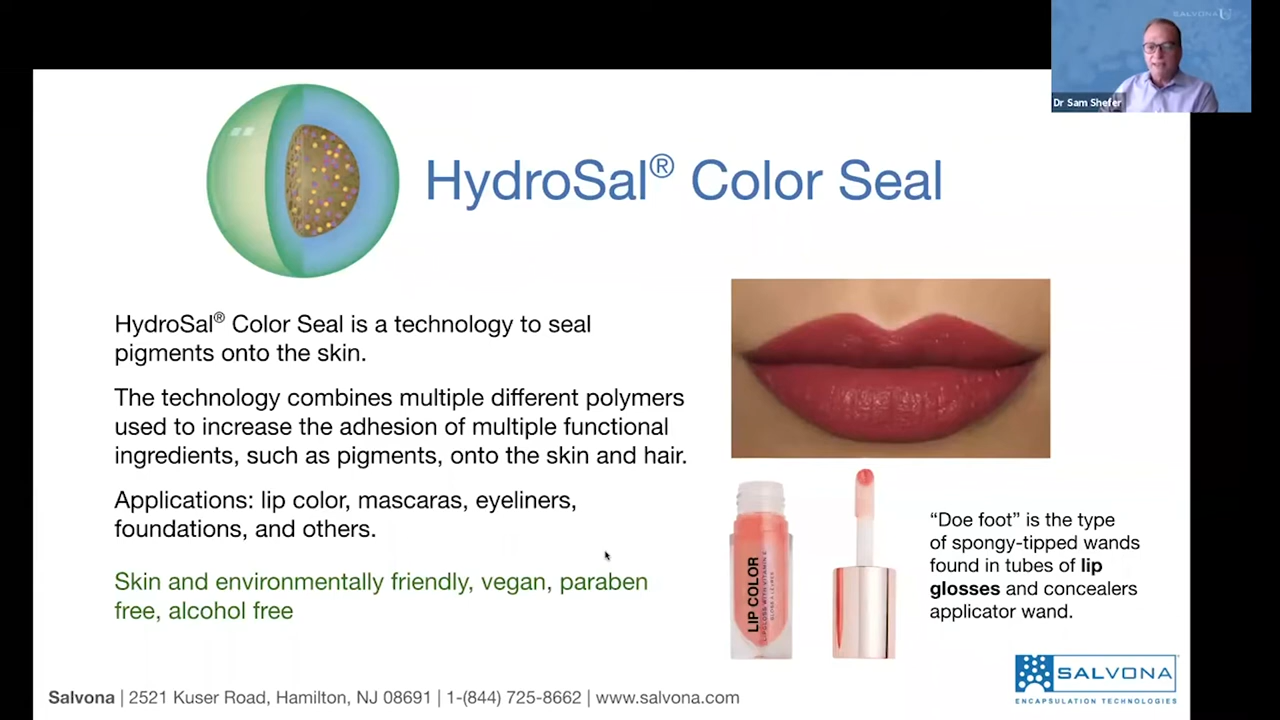 SALVONA
Dr Sam Shefer
HydroSal® Color Seal
HydroSal® Color Seal is a technology to seal
pigments onto the skin.
The technology combines multiple different polymers
used to increase the adhesion of multiple functional
ingredients, such as pigments, onto the skin and hair.
Applications: lip color, mascaras, eyeliners,
foundations, and others.
Skin and environmentally friendly, vegan, paraben
free, alcohol free
LIP COLOR
“Doe foot” is the type
of spongy-tipped wands
found in tubes of lip
glosses and concealers
applicator wand.
SALVONA
ENCAPSULATION TECHNOLOGIES
Salvona | 2521 Kuser Road, Hamilton, NJ 08691 | 1-(844) 725-8662 | www.salvona.com